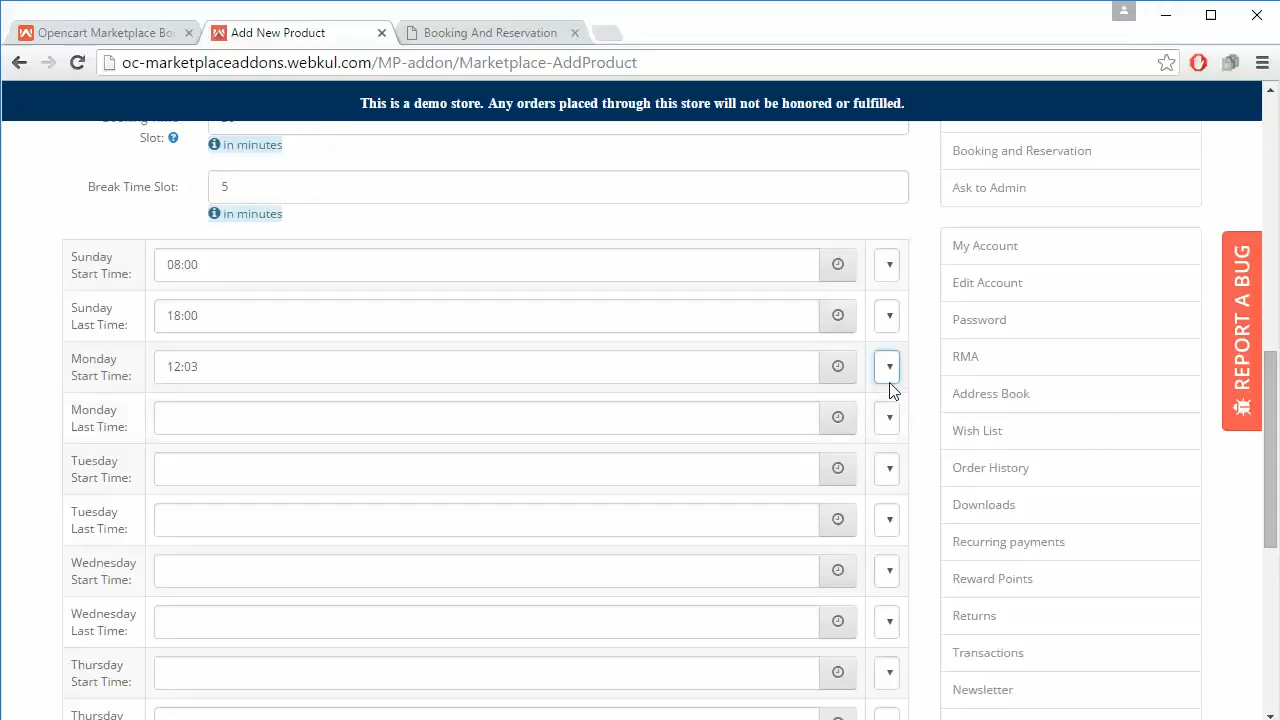 Opencart Marketplace Bo
Add New Product
Booking And Reservation
oc-marketplaceaddons.webkul.com/MP-addon/Marketplace-AddProduct
This is a demo store. Any orders placed through this store will not be honored or fulfilled.
Slot:
in minutes
Break Time Slot:
5
in minutes
Sunday
Start Time:
08:00
Sunday
Last Time:
18:00
Monday
Start Time:
12:03
Monday
Last Time:
Tuesday
Start Time:
Tuesday
Last Time:
Wednesday
Start Time:
Wednesday
Last Time:
Thursday
Start Time:
Thursday
Booking and Reservation
Ask to Admin
My Account
Edit Account
Password
RMA
Address Book
Wish List
Order History
Downloads
Recurring payments
Reward Points
Returns
Transactions
Newsletter
REPORT A BUG